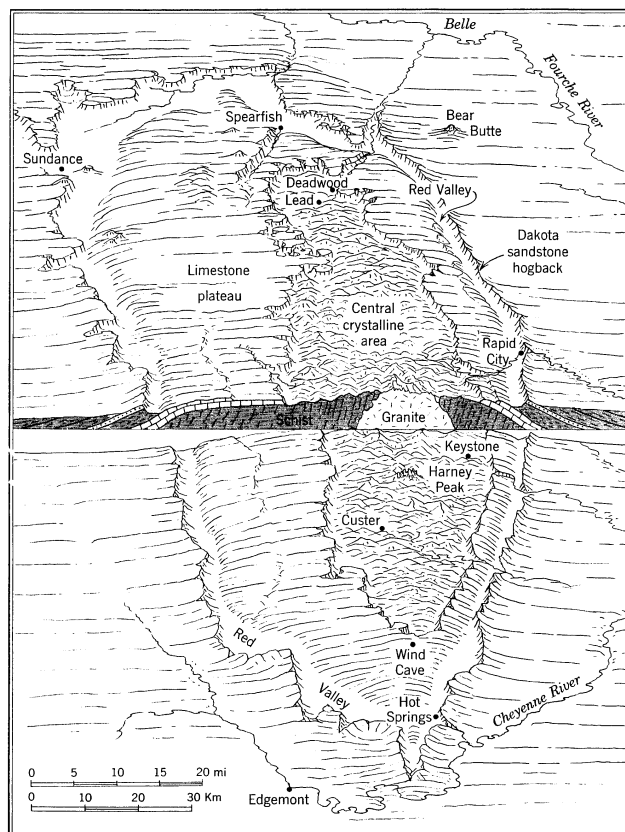 Belle
Fourche River
Bear
Butte
Spearfish
Sundance
Deadwood
Lead
Red Valley
Dakota
sandstone
hogback
Limestone
plateau
Central
crystalline
area
Rapid
City
Schist
Granite
Keystone
Harney
Peak
Custer
Red
Valley
Wind
Cave
Hot
Springs
Cheyenne River
Edgemont
0 5 10 15 20 mi
0 10 20 30 Km